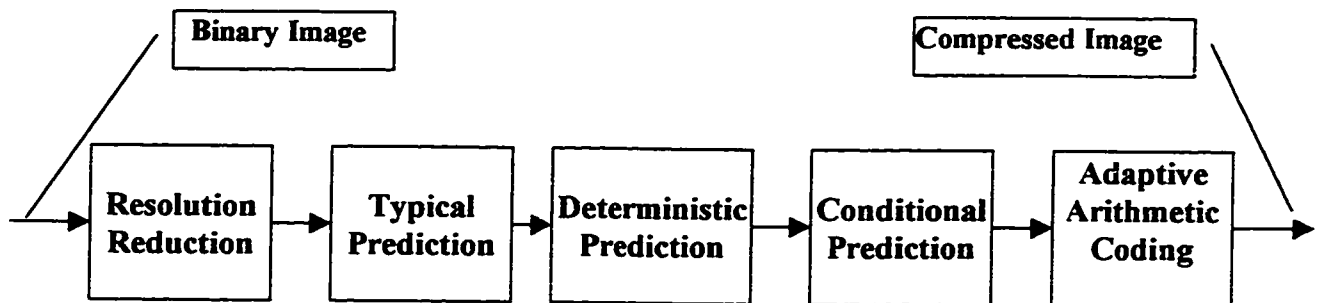 Binary Image
Compressed Image
Resolution
Reduction
Typical
Prediction
Deterministic
Prediction
Conditional
Prediction
Adaptive
Arithmetic
Coding